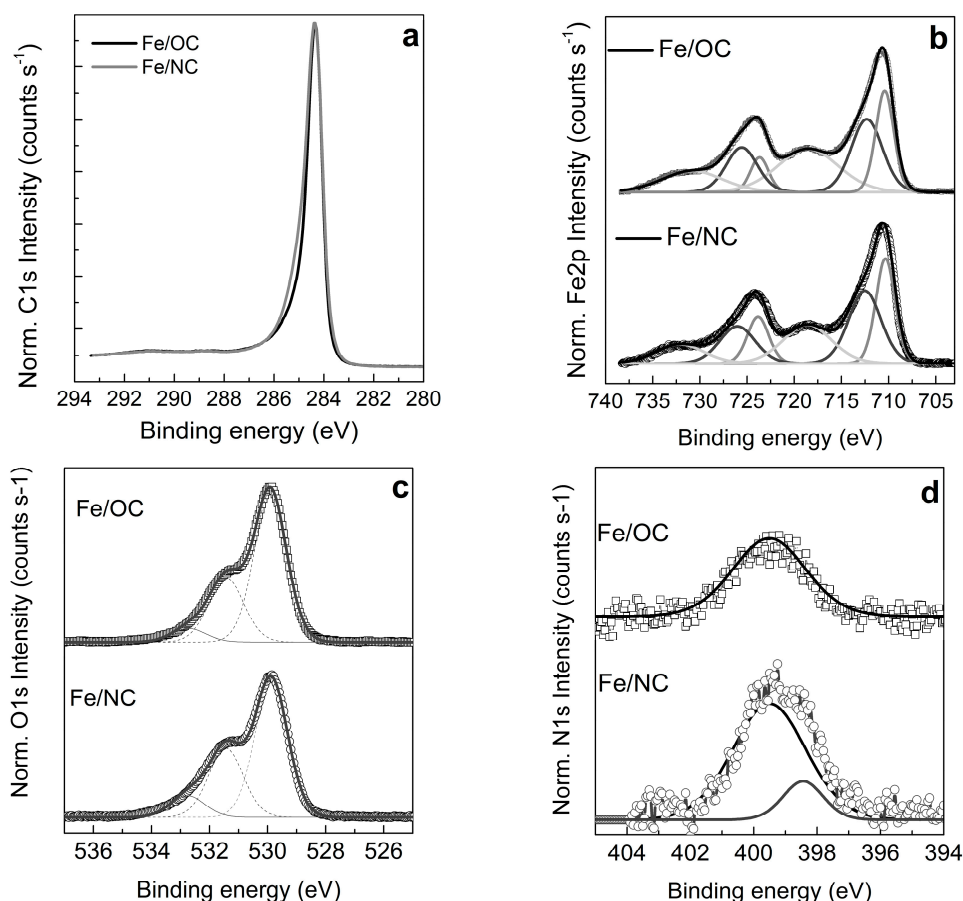 a
Norm. C1s Intensity (counts s⁻¹)
Fe/OC
Fe/NC
294 292 290 288 286 284 282 280
Binding energy (eV)
b
Norm. Fe2p Intensity (counts s⁻¹)
Fe/OC
Fe/NC
740 735 730 725 720 715 710 705
Binding energy (eV)
c
Norm. O1s Intensity (counts s-1)
Fe/OC
Fe/NC
536 534 532 530 528 526
Binding energy (eV)
d
Norm. N1s Intensity (counts s-1)
Fe/OC
Fe/NC
404 402 400 398 396 394
Binding energy (eV)